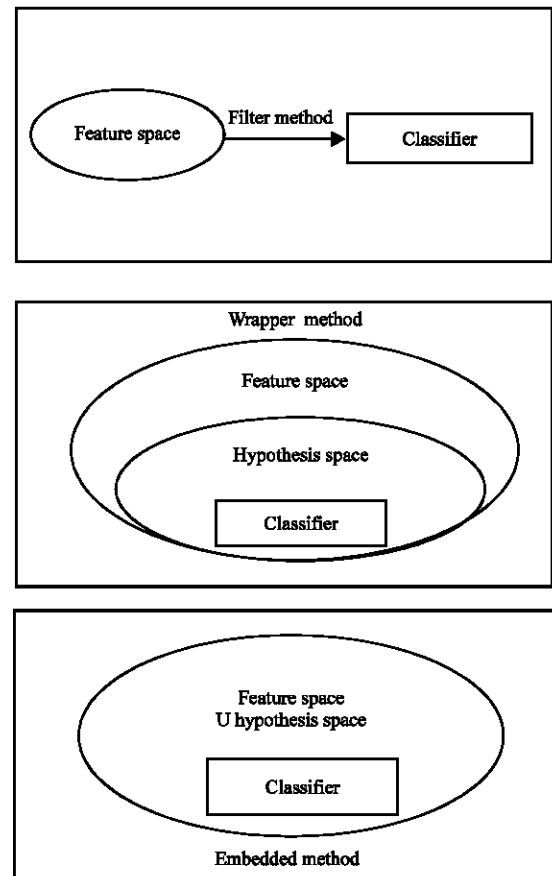 Filter method
Feature space
Classifier
Wrapper method
Feature space
Hypothesis space
Classifier
Feature space
U hypothesis space
Classifier
Embedded method